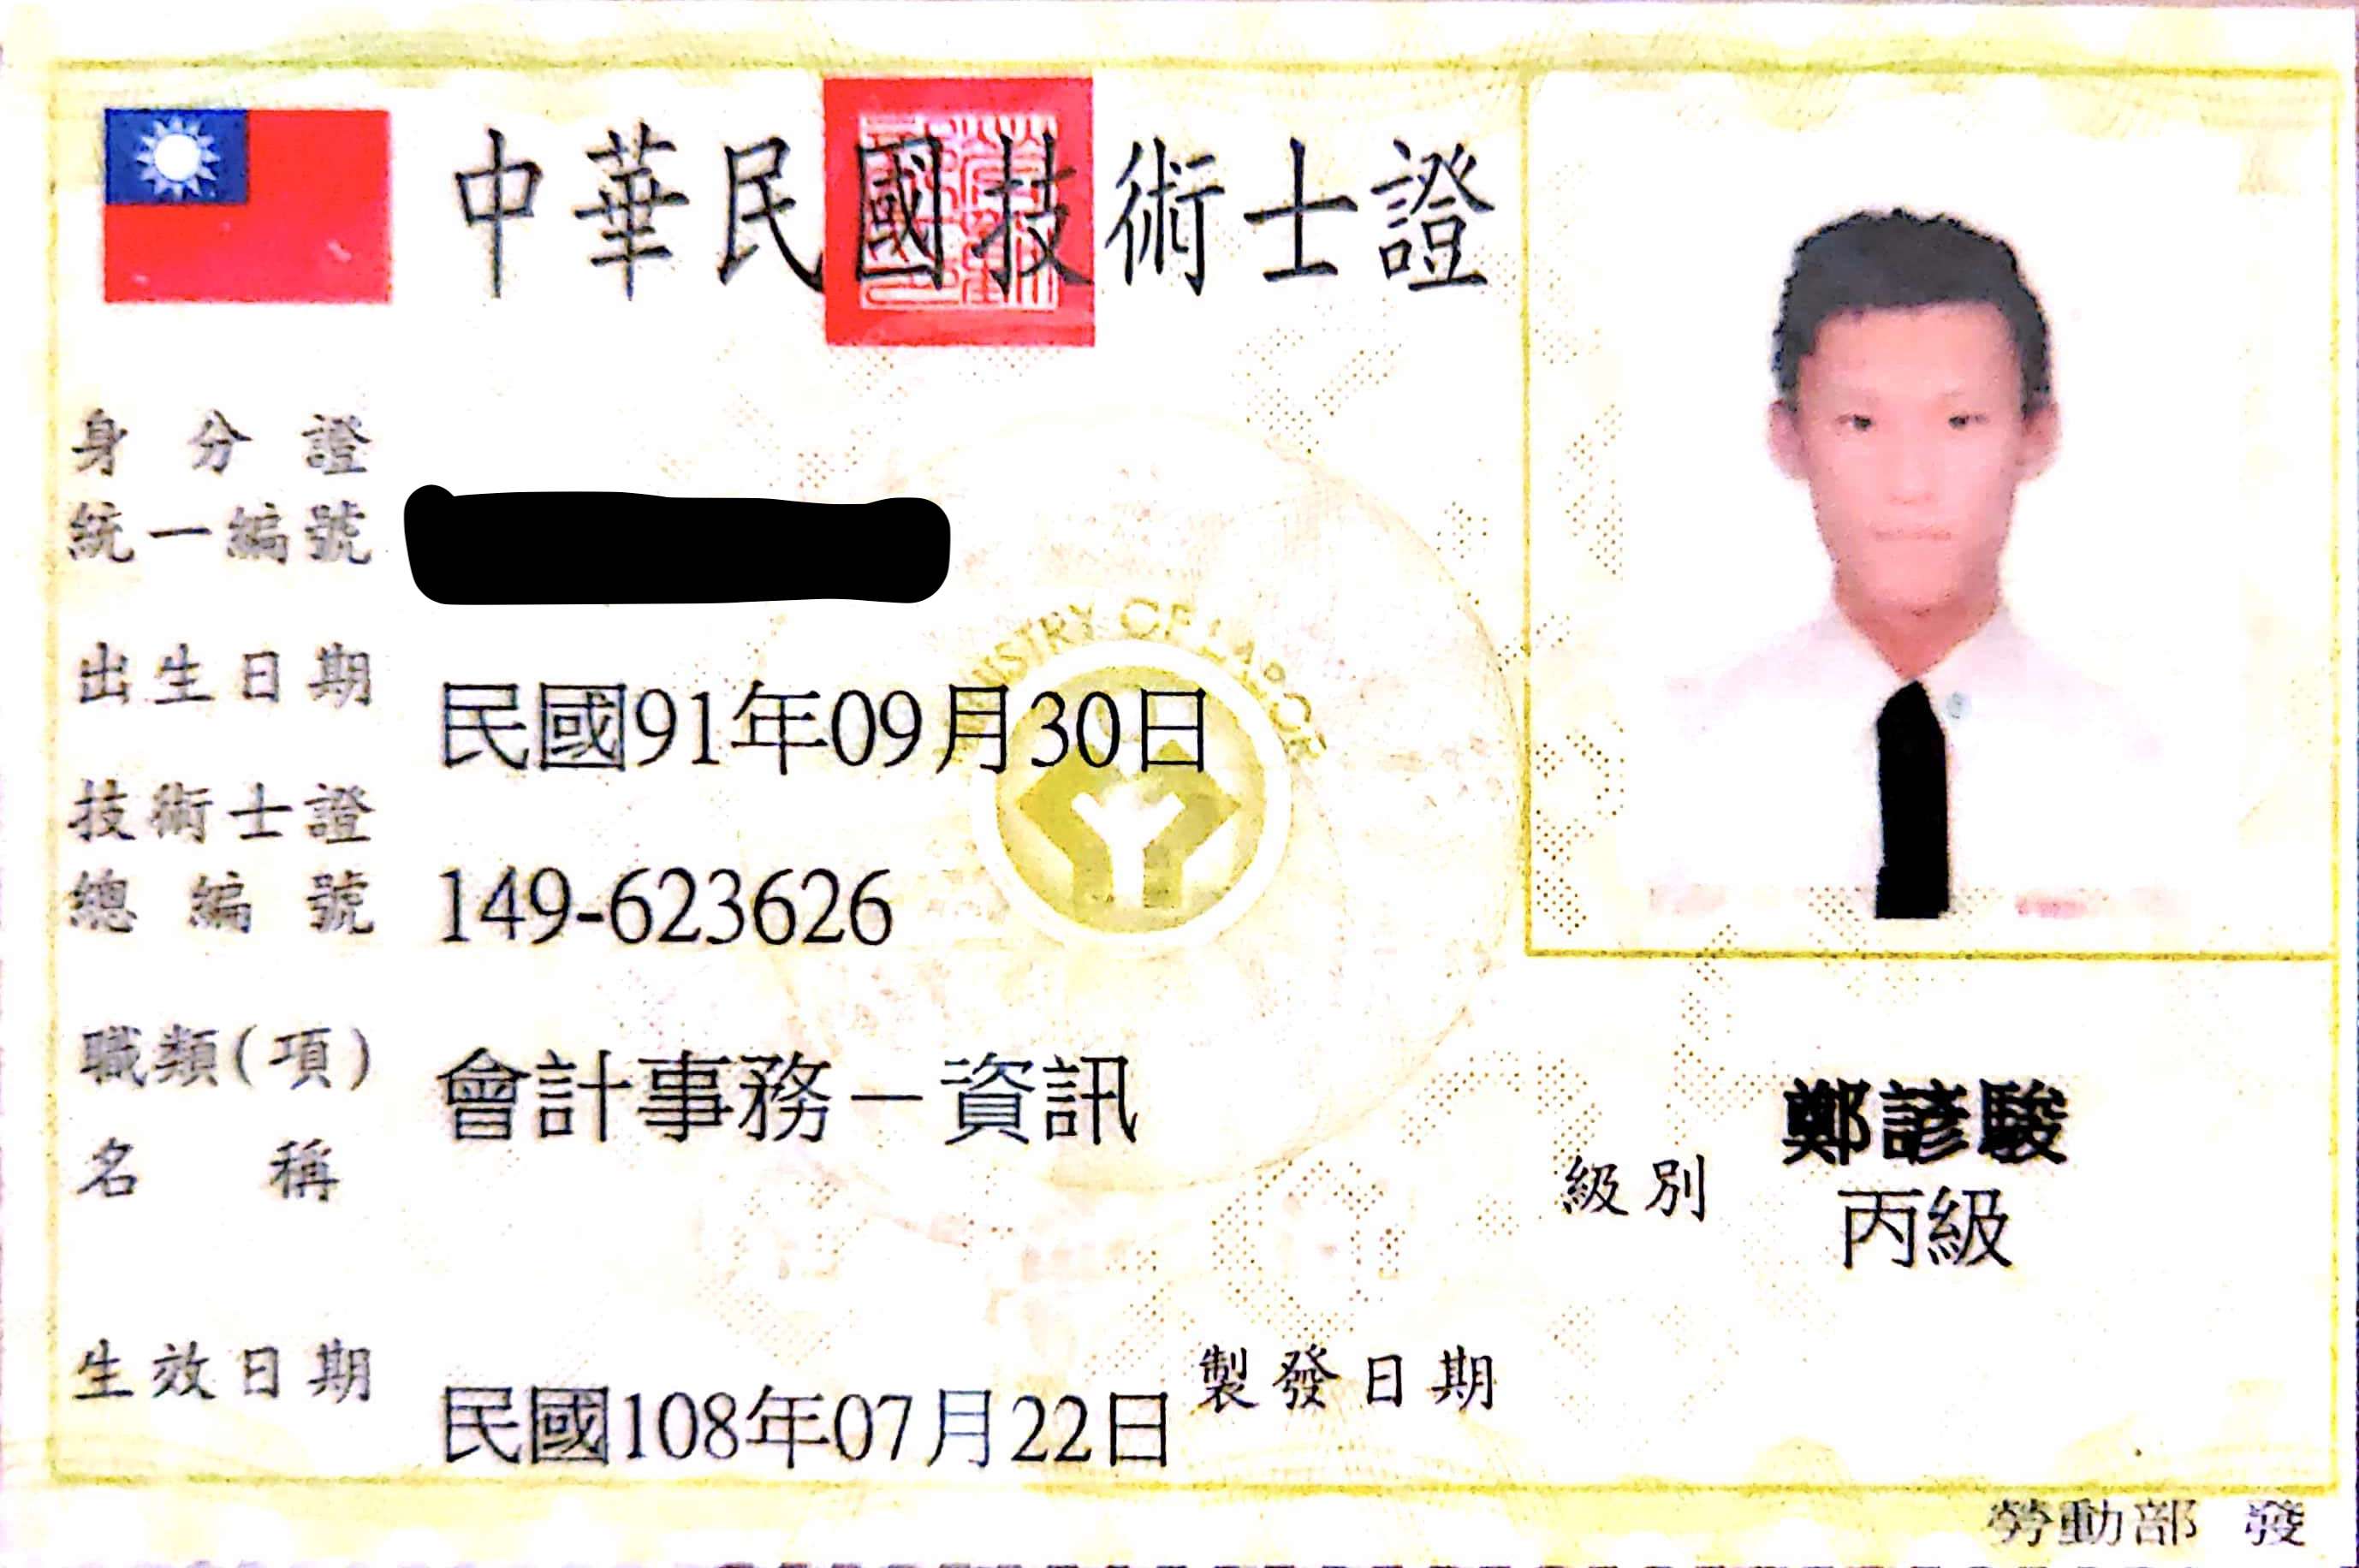 中華民國技術士證
身分證
統一編號
MINISTRY OF LABOR
出生日期 民國91年09月30日
技術士證
總編號 149-623626
職類(項) 會計事務－資訊
名稱
鄭諺駿
級別 丙級
生效日期 民國108年07月22日
製發日期
勞動部 發